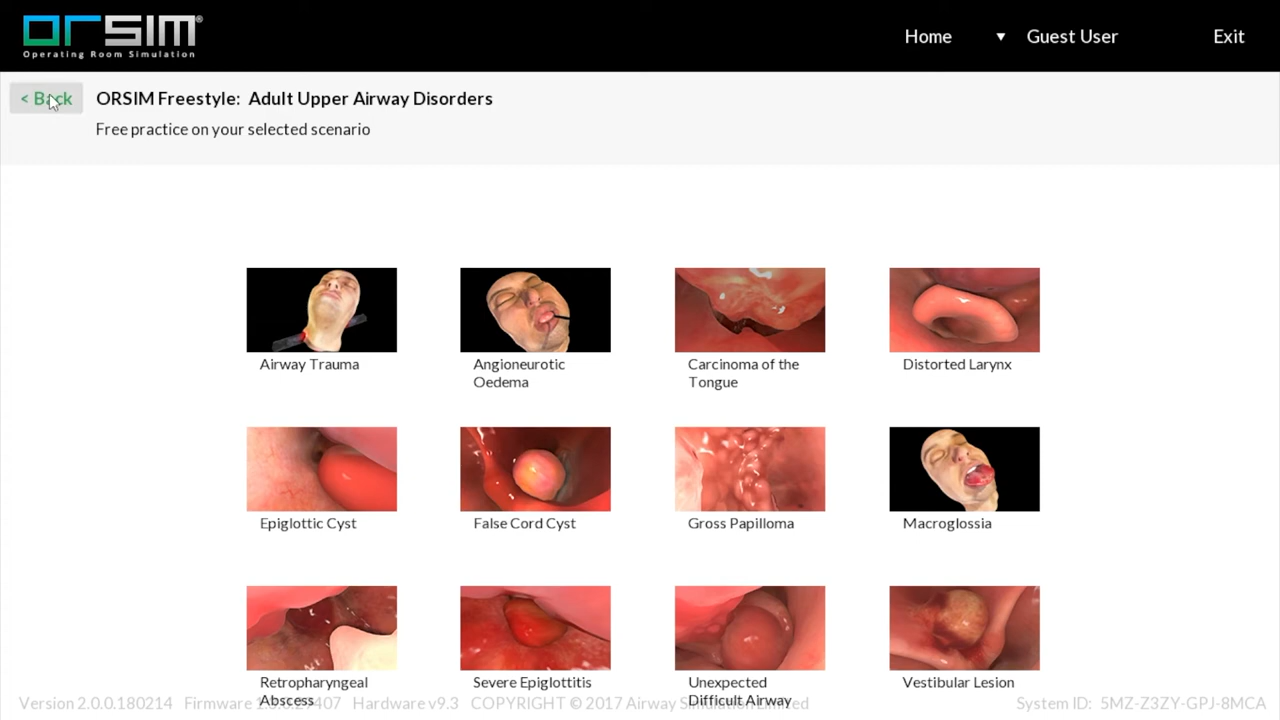 ORSIM®
Operating Room Simulation
Home ▼ Guest User Exit
< Back
ORSIM Freestyle: Adult Upper Airway Disorders
Free practice on your selected scenario
Airway Trauma
Angioneurotic
Oedema
Carcinoma of the
Tongue
Distorted Larynx
Epiglottic Cyst
False Cord Cyst
Gross Papilloma
Macroglossia
Retropharyngeal
Abscess
Severe Epiglottitis
Unexpected
Difficult Airway
Vestibular Lesion
Version 2.0.0.180214 Firmware Hardware v9.3 COPYRIGHT © 2017 Airway Simulation Limited System ID: 5MZ-Z3ZY-GPJ-8MCA